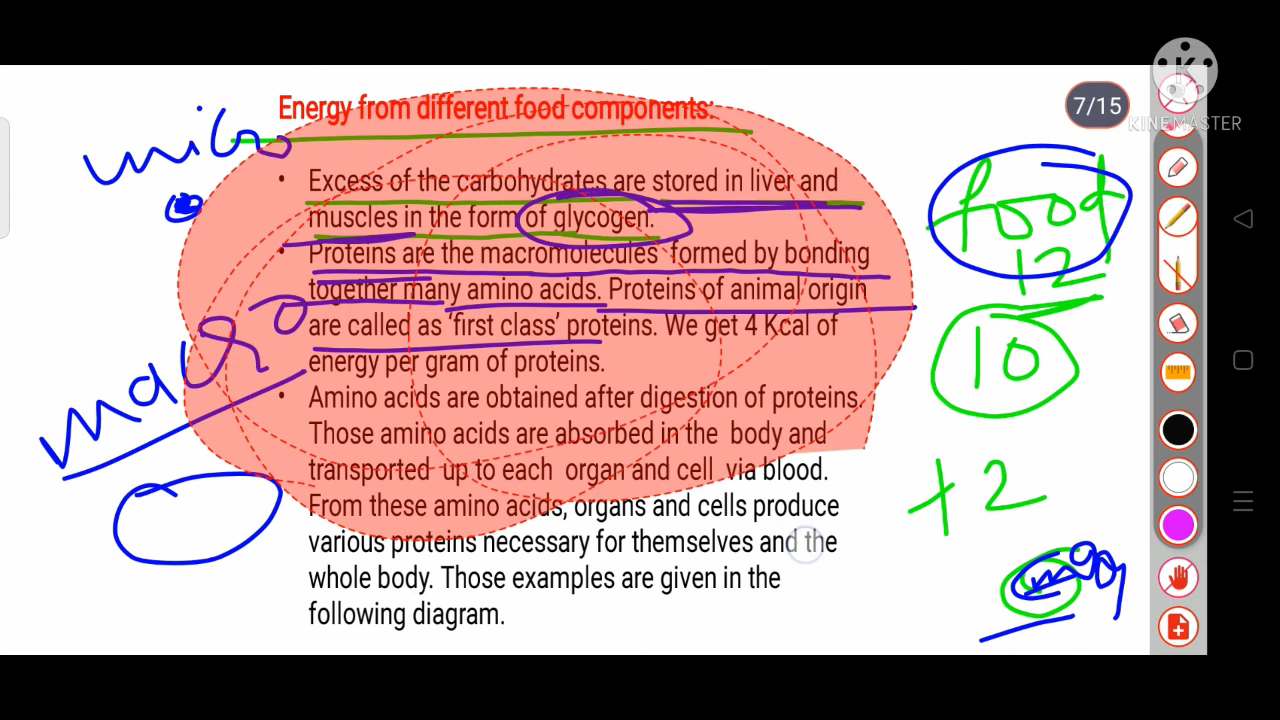 Energy from different food components:
7/15
KINEMASTER
micro
• Excess of the carbohydrates are stored in liver and
muscles in the form of glycogen.
• Proteins are the macromolecules formed by bonding
together many amino acids. Proteins of animal origin
are called as ‘first class’ proteins. We get 4 Kcal of
energy per gram of proteins.
• Amino acids are obtained after digestion of proteins.
Those amino acids are absorbed in the body and
transported up to each organ and cell via blood.
From these amino acids, organs and cells produce
various proteins necessary for themselves and the
whole body. Those examples are given in the
following diagram.
macro
food
12
10
+2